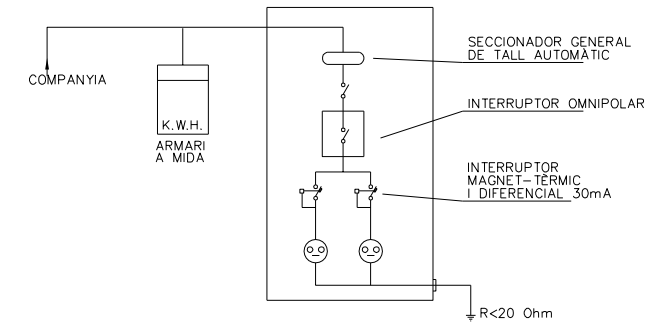 SECCIONADOR GENERAL
DE TALL AUTOMÀTIC
COMPANYIA
INTERRUPTOR OMNIPOLAR
K.W.H.
ARMARI
A MIDA
INTERRUPTOR
MAGNET-TÈRMIC
I DIFERENCIAL 30mA
R<20 Ohm